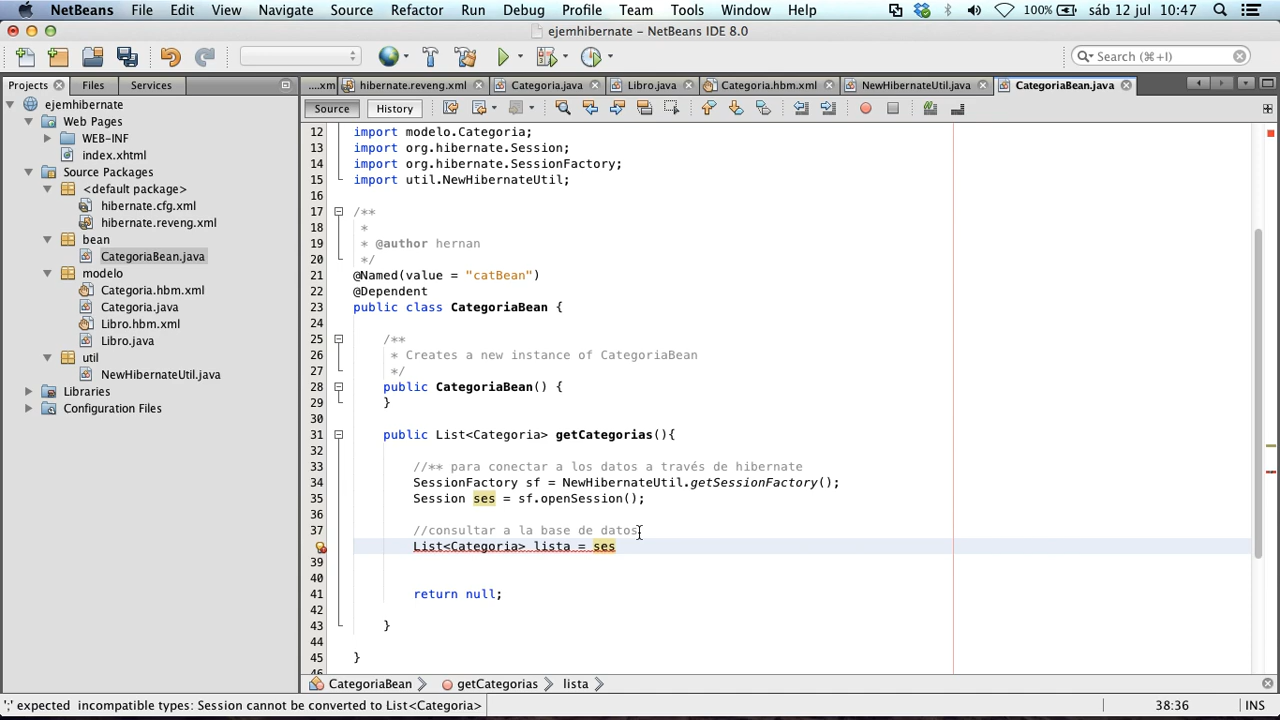 NetBeans File Edit View Navigate Source Refactor Run Debug Profile Team Tools Window Help 100% sáb 12 jul 10:47
ejemhibernate – NetBeans IDE 8.0
Search (⌘+I)
Projects Files Services
...xm hibernate.reveng.xml Categoria.java Libro.java Categoria.hbm.xml NewHibernateUtil.java CategoriaBean.java
Source History
ejemhibernate
Web Pages
WEB-INF
index.xhtml
Source Packages
<default package>
hibernate.cfg.xml
hibernate.reveng.xml
bean
CategoriaBean.java
modelo
Categoria.hbm.xml
Categoria.java
Libro.hbm.xml
Libro.java
util
NewHibernateUtil.java
Libraries
Configuration Files
12 import modelo.Categoria;
13 import org.hibernate.Session;
14 import org.hibernate.SessionFactory;
15 import util.NewHibernateUtil;
16
17 /**
18 *
19 * @author hernan
20 */
21 @Named(value = "catBean")
22 @Dependent
23 public class CategoriaBean {
24
25 /**
26 * Creates a new instance of CategoriaBean
27 */
28 public CategoriaBean() {
29 }
30
31 public List<Categoria> getCategorias(){
32
33 //** para conectar a los datos a través de hibernate
34 SessionFactory sf = NewHibernateUtil.getSessionFactory();
35 Session ses = sf.openSession();
36
37 //consultar a la base de datos
List<Categoria> lista = ses
39
40
41 return null;
42
43 }
44
45 }
46
CategoriaBean getCategorias lista
';' expected incompatible types: Session cannot be converted to List<Categoria> 38:36 INS